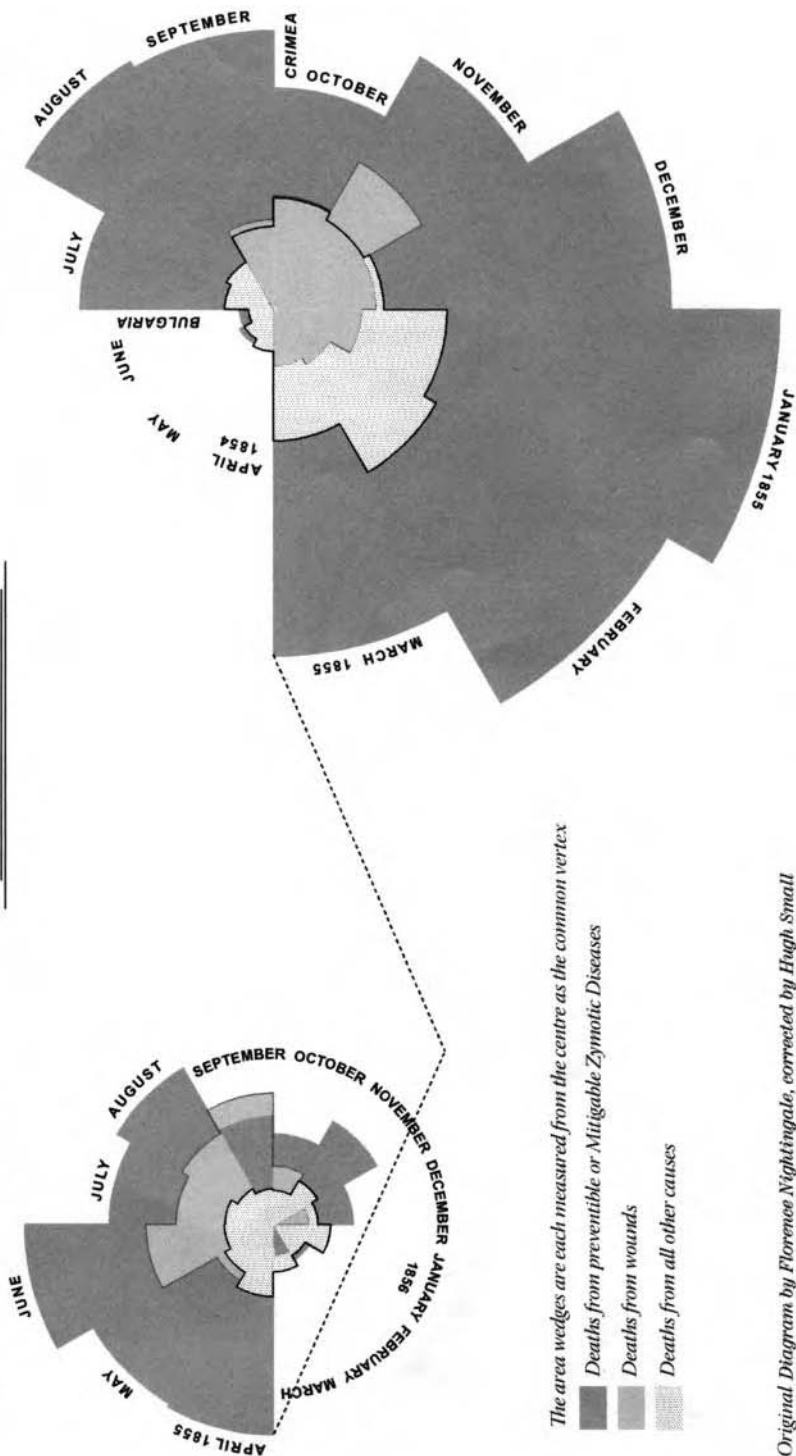 APRIL
1854
MAY
JUNE
BULGARIA
JULY
AUGUST
SEPTEMBER
CRIMEA
OCTOBER
NOVEMBER
DECEMBER
JANUARY 1855
FEBRUARY
MARCH 1855
APRIL 1855
MAY
JUNE
JULY
AUGUST
SEPTEMBER
OCTOBER
NOVEMBER
DECEMBER
JANUARY
1856
FEBRUARY
MARCH
The area wedges are each measured from the centre as the common vertex
Deaths from preventible or Mitigable Zymotic Diseases
Deaths from wounds
Deaths from all other causes
Original Diagram by Florence Nightingale, corrected by Hugh Small